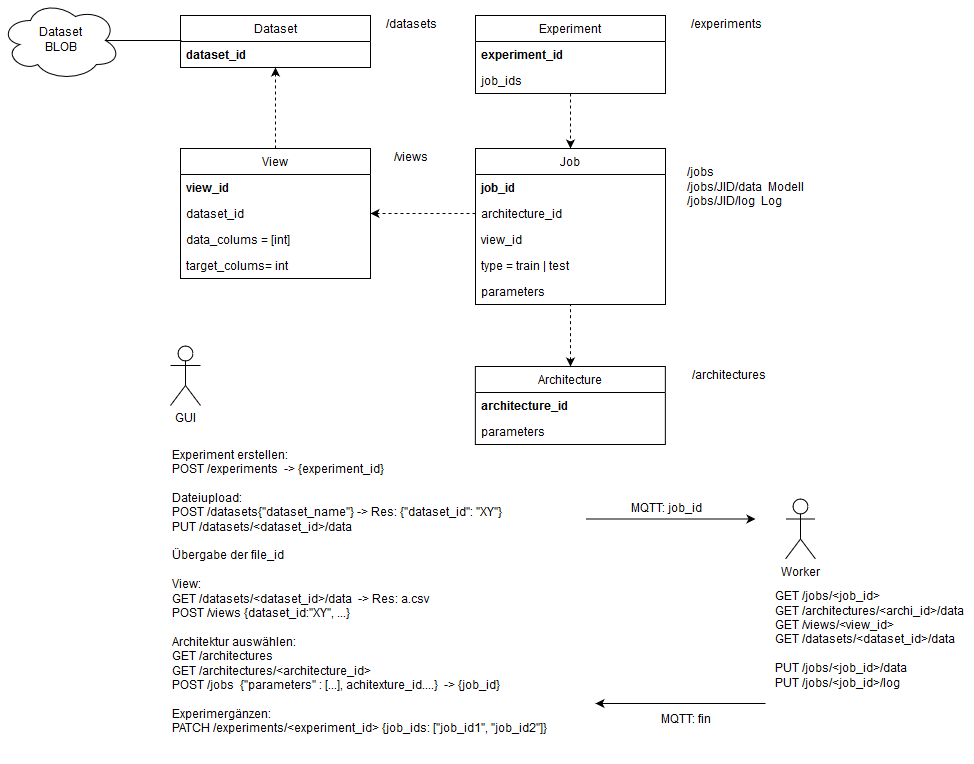 Dataset
BLOB
Dataset
dataset_id
/datasets
Experiment
experiment_id
job_ids
/experiments
View
view_id
dataset_id
data_colums = [int]
target_colums= int
/views
Job
job_id
architecture_id
view_id
type = train | test
parameters
/jobs
/jobs/JID/data Modell
/jobs/JID/log Log
Architecture
architecture_id
parameters
/architectures
GUI
Experiment erstellen:
POST /experiments -> {experiment_id}
Dateiupload:
POST /datasets{"dataset_name"} -> Res: {"dataset_id": "XY"}
PUT /datasets/<dataset_id>/data
Übergabe der file_id
View:
GET /datasets/<dataset_id>/data -> Res: a.csv
POST /views {dataset_id:"XY", ...}
Architektur auswählen:
GET /architectures
GET /architectures/<architecture_id>
POST /jobs {"parameters" : [...], achitexture_id....} -> {job_id}
Experimergänzen:
PATCH /experiments/<experiment_id> {job_ids: ["job_id1", "job_id2"]}
MQTT: job_id
Worker
GET /jobs/<job_id>
GET /architectures/<archi_id>/data
GET /views/<view_id>
GET /datasets/<dataset_id>/data
PUT /jobs/<job_id>/data
PUT /jobs/<job_id>/log
MQTT: fin